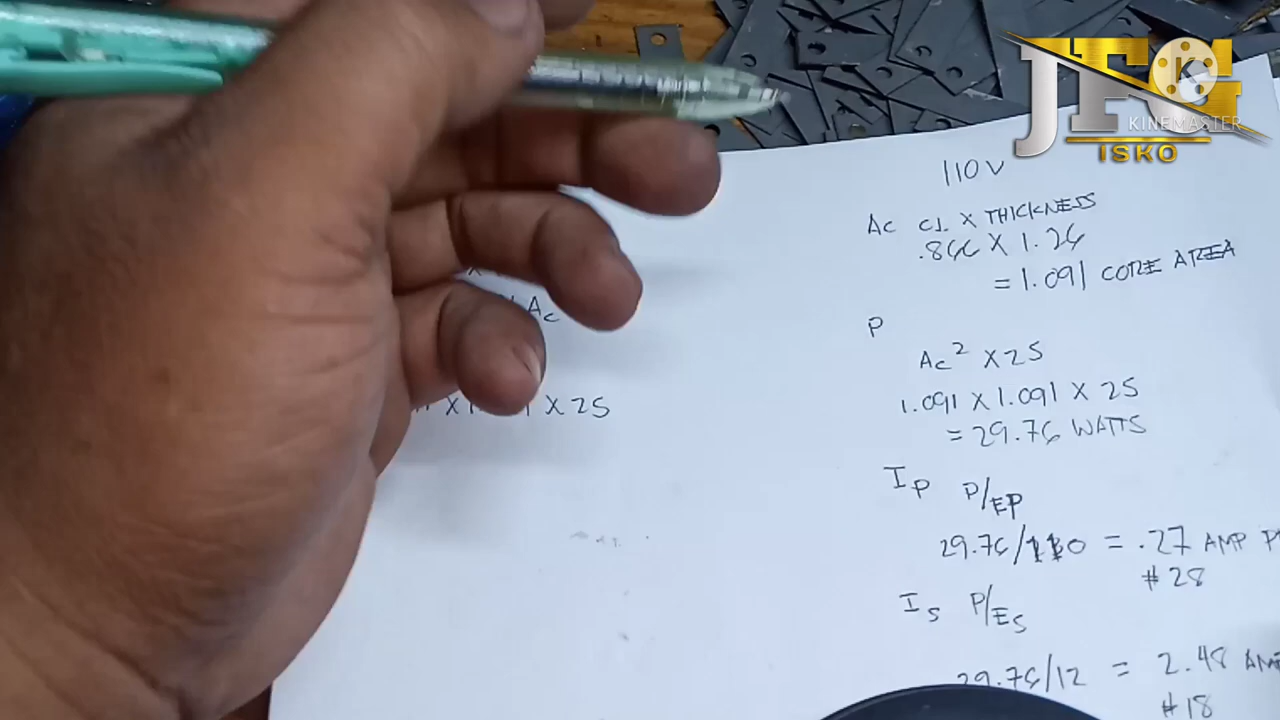 JFG
KINEMASTER
ISKO
110 V
Ac CI. X THICKNESS
.866 X 1.26
= 1.091 CORE AREA
P
Ac² X 25
1.091 X 1.091 X 25
= 29.76 WATTS
Ip P/Ep
29.76/110 = .27 AMP
#28
Is P/Es
29.76/12 = 2.48
#18
Ac
X 25